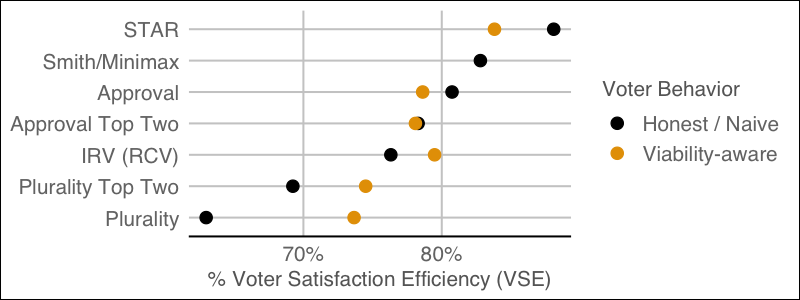 STAR
Smith/Minimax
Approval
Approval Top Two
IRV (RCV)
Plurality Top Two
Plurality
70% 80%
% Voter Satisfaction Efficiency (VSE)
Voter Behavior
Honest / Naive
Viability-aware